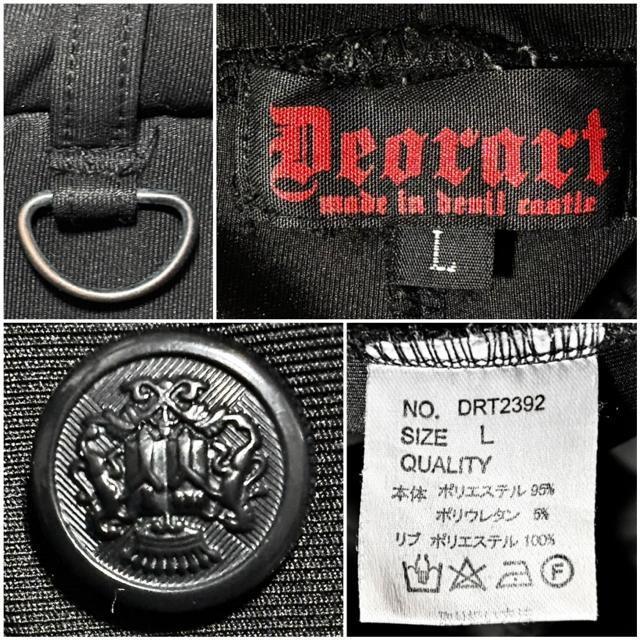 Deorart
made in devil castle
L
NO. DRT2392
SIZE L
QUALITY
本体 ポリエステル 95%
ポリウレタン 5%
リブ ポリエステル 100%
F